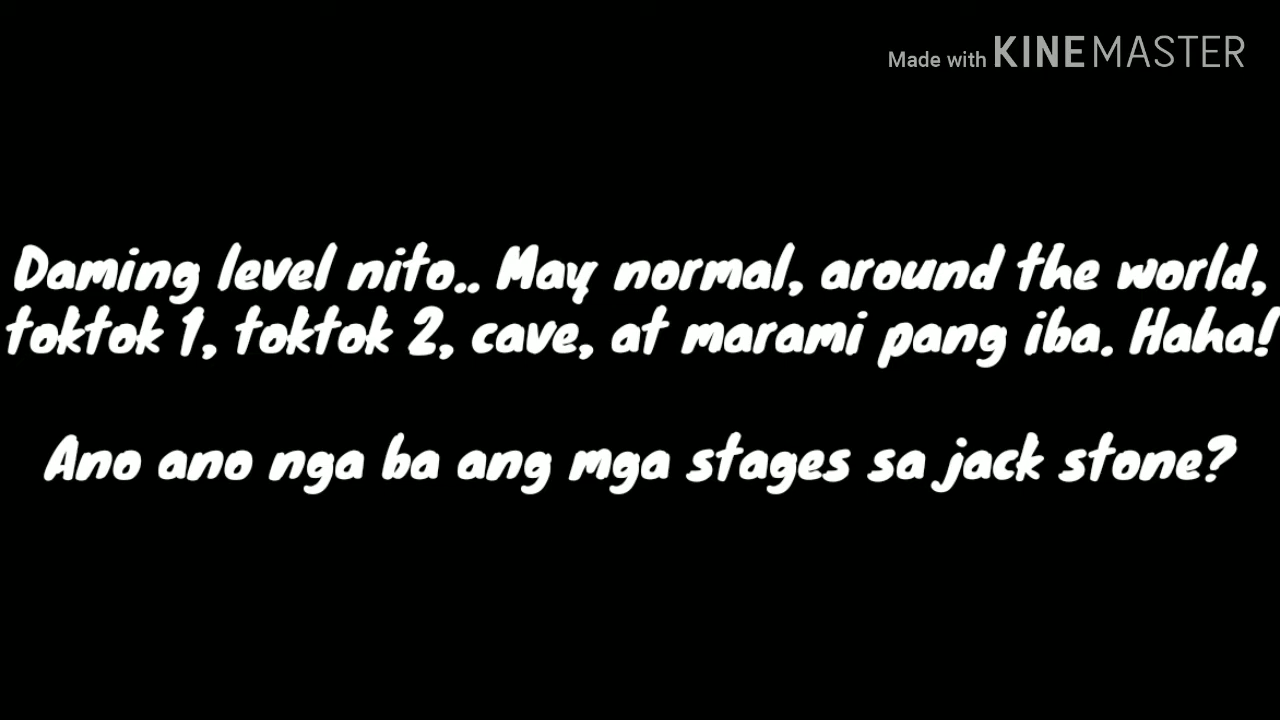 Made with KINEMASTER
Daming level nito.. May normal, around the world,
toktok 1, toktok 2, cave, at marami pang iba. Haha!
Ano ano nga ba ang mga stages sa jack stone?